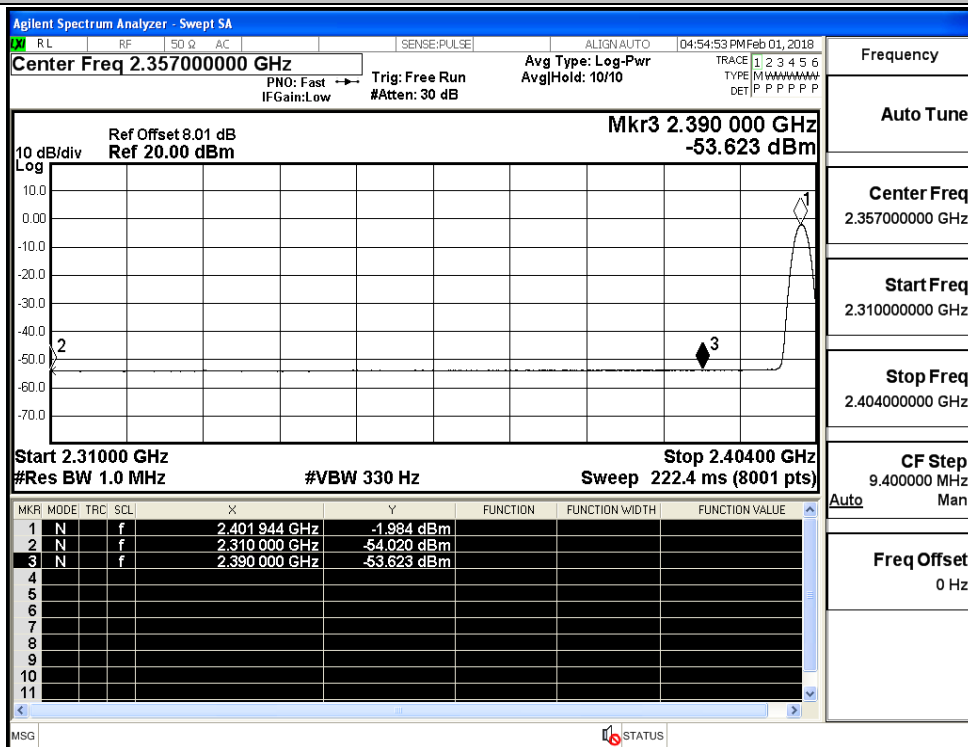 Agilent Spectrum Analyzer - Swept SA
LXI RL RF 50 Ω AC SENSE:PULSE ALIGN AUTO 04:54:53 PM Feb 01, 2018
Center Freq 2.357000000 GHz
PNO: Fast
IFGain:Low
Trig: Free Run
#Atten: 30 dB
Avg Type: Log-Pwr
Avg|Hold: 10/10
TRACE 1 2 3 4 5 6
TYPE M W W W W W
DET P P P P P P
Mkr3 2.390 000 GHz
-53.623 dBm
Ref Offset 8.01 dB
10 dB/div Ref 20.00 dBm
Log
10.0
0.00
-10.0
-20.0
-30.0
-40.0
-50.0
-60.0
-70.0
1
2
3
Start 2.31000 GHz Stop 2.40400 GHz
#Res BW 1.0 MHz #VBW 330 Hz Sweep 222.4 ms (8001 pts)
MKR MODE TRC SCL X Y FUNCTION FUNCTION WIDTH FUNCTION VALUE
1 N f 2.401 944 GHz -1.984 dBm
2 N f 2.310 000 GHz -54.020 dBm
3 N f 2.390 000 GHz -53.623 dBm
4
5
6
7
8
9
10
11
MSG STATUS
Frequency
Auto Tune
Center Freq
2.357000000 GHz
Start Freq
2.310000000 GHz
Stop Freq
2.404000000 GHz
CF Step
9.400000 MHz
Auto Man
Freq Offset
0 Hz